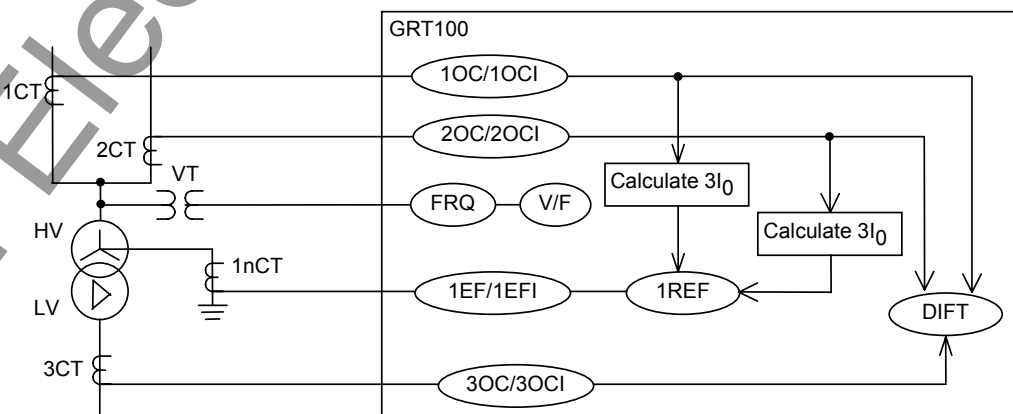 GRT100
1CT
1OC/1OCI
2CT
2OC/2OCI
VT
Calculate 3I0
FRQ
V/F
HV
Calculate 3I0
1nCT
1EF/1EFI
1REF
LV
DIFT
3CT
3OC/3OCI
Elec